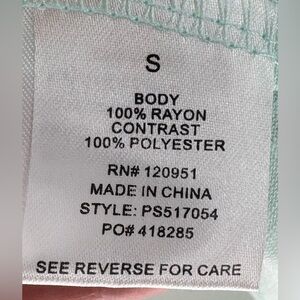 S
BODY
100% RAYON
CONTRAST
100% POLYESTER
RN# 120951
MADE IN CHINA
STYLE: PS517054
PO# 418285
SEE REVERSE FOR CARE